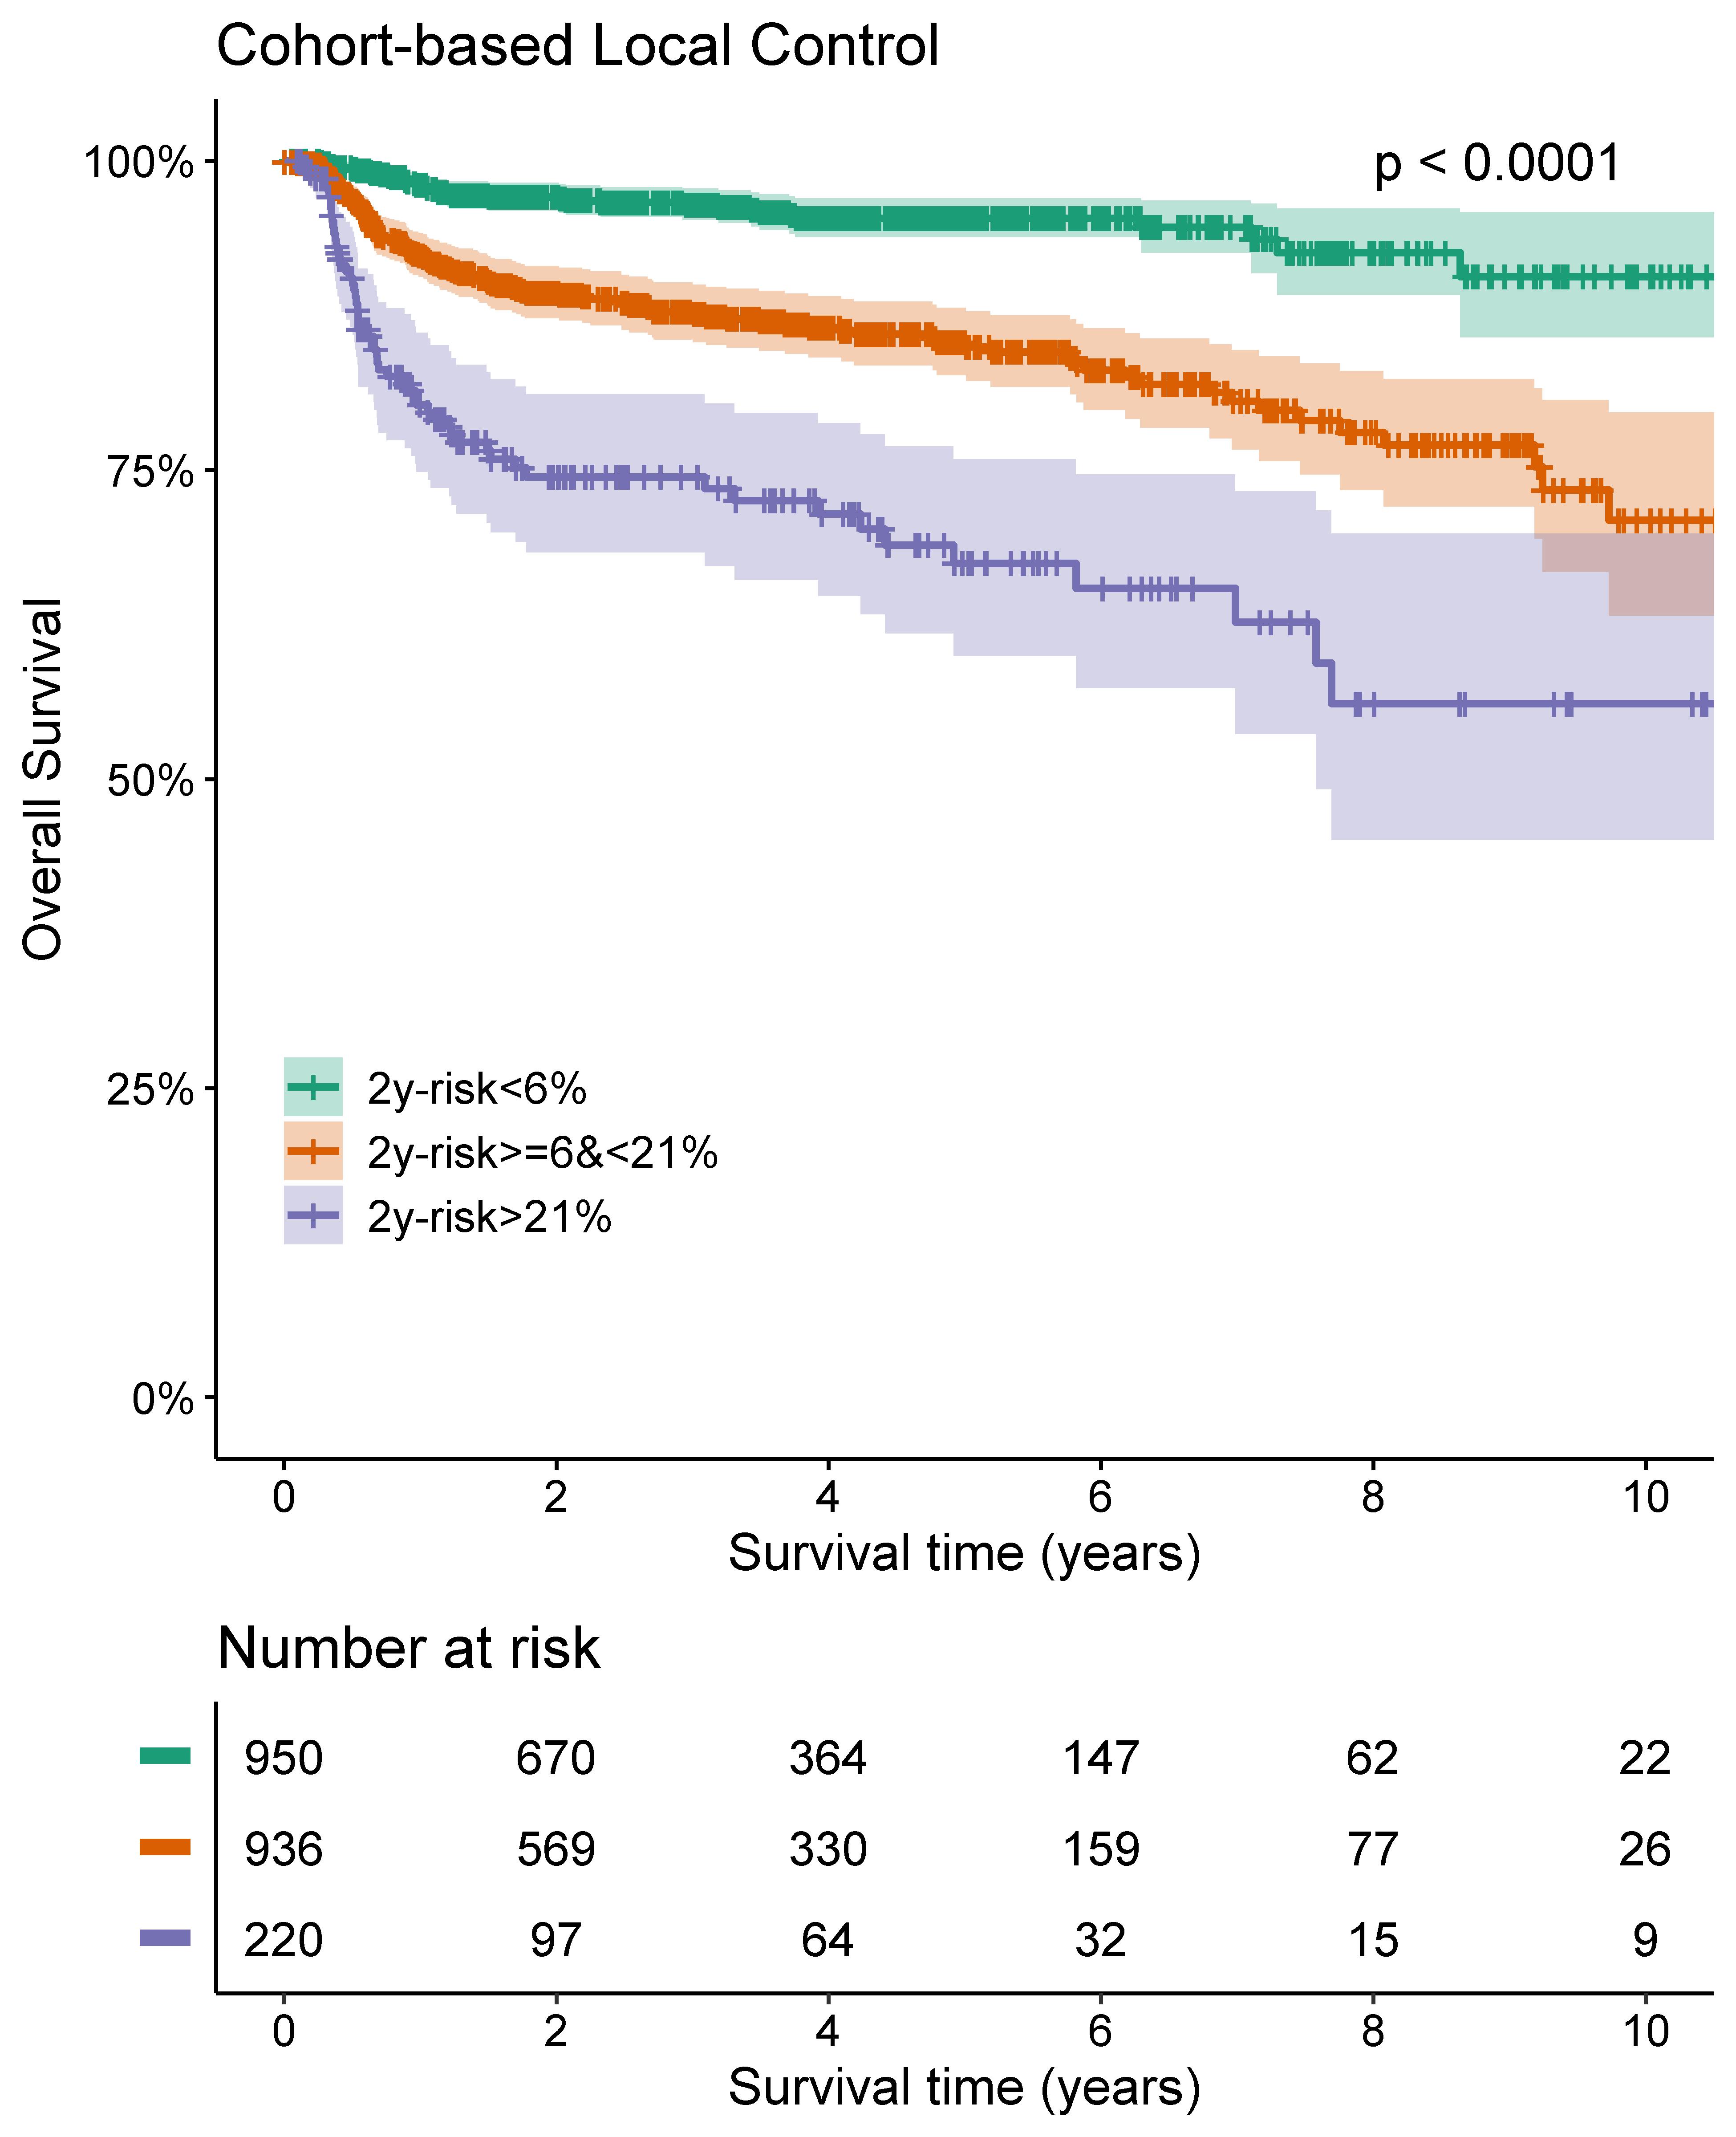 Cohort-based Local Control
p < 0.0001
100%
75%
50%
25%
0%
Overall Survival
2y-risk<6%
2y-risk>=6&<21%
2y-risk>21%
0 2 4 6 8 10
Survival time (years)
Number at risk
950 670 364 147 62 22
936 569 330 159 77 26
220 97 64 32 15 9
0 2 4 6 8 10
Survival time (years)